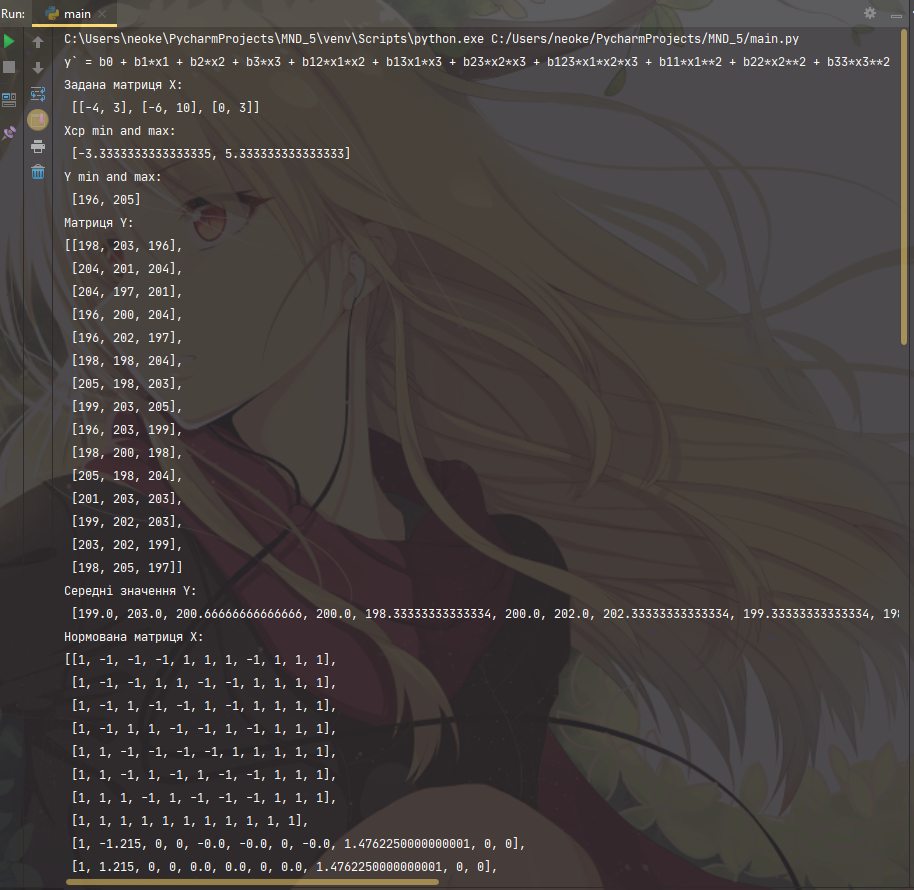 Run: main
C:\Users\neoke\PycharmProjects\MND_5\venv\Scripts\python.exe C:/Users/neoke/PycharmProjects/MND_5/main.py
y` = b0 + b1*x1 + b2*x2 + b3*x3 + b12*x1*x2 + b13x1*x3 + b23*x2*x3 + b123*x1*x2*x3 + b11*x1**2 + b22*x2**2 + b33*x3**2
Задана матриця X:
[[-4, 3], [-6, 10], [0, 3]]
Xcp min and max:
[-3.3333333333333335, 5.333333333333333]
Y min and max:
[196, 205]
Матриця Y:
[[198, 203, 196],
[204, 201, 204],
[204, 197, 201],
[196, 200, 204],
[196, 202, 197],
[198, 198, 204],
[205, 198, 203],
[199, 203, 205],
[196, 203, 199],
[198, 200, 198],
[205, 198, 204],
[201, 203, 203],
[199, 202, 203],
[203, 202, 199],
[198, 205, 197]]
Середні значення Y:
[199.0, 203.0, 200.66666666666666, 200.0, 198.33333333333334, 200.0, 202.0, 202.33333333333334, 199.33333333333334, 198
Нормована матриця X:
[[1, -1, -1, -1, 1, 1, 1, -1, 1, 1, 1],
[1, -1, -1, 1, 1, -1, -1, 1, 1, 1, 1],
[1, -1, 1, -1, -1, 1, -1, 1, 1, 1, 1],
[1, -1, 1, 1, -1, -1, 1, -1, 1, 1, 1],
[1, 1, -1, -1, -1, -1, 1, 1, 1, 1, 1],
[1, 1, -1, 1, -1, 1, -1, -1, 1, 1, 1],
[1, 1, 1, -1, 1, -1, -1, -1, 1, 1, 1],
[1, 1, 1, 1, 1, 1, 1, 1, 1, 1, 1],
[1, -1.215, 0, 0, -0.0, -0.0, 0, -0.0, 1.4762250000000001, 0, 0],
[1, 1.215, 0, 0, 0.0, 0.0, 0, 0.0, 1.4762250000000001, 0, 0],